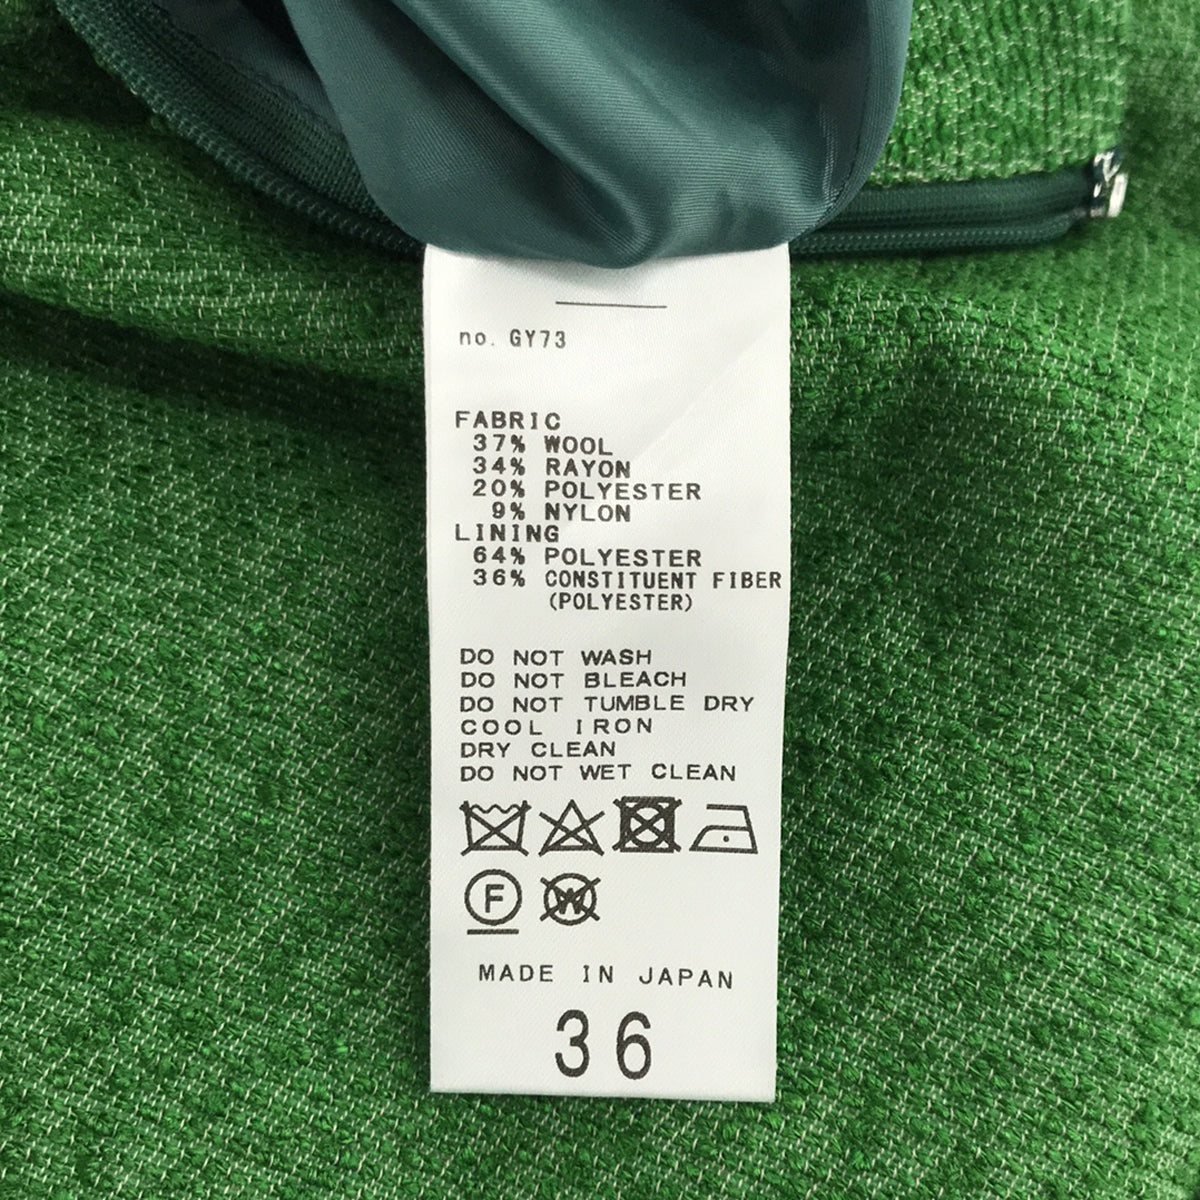 no. GY73
FABRIC
37% WOOL
34% RAYON
20% POLYESTER
9% NYLON
LINING
64% POLYESTER
36% CONSTITUENT FIBER
(POLYESTER)
DO NOT WASH
DO NOT BLEACH
DO NOT TUMBLE DRY
COOL IRON
DRY CLEAN
DO NOT WET CLEAN
F W
MADE IN JAPAN
36